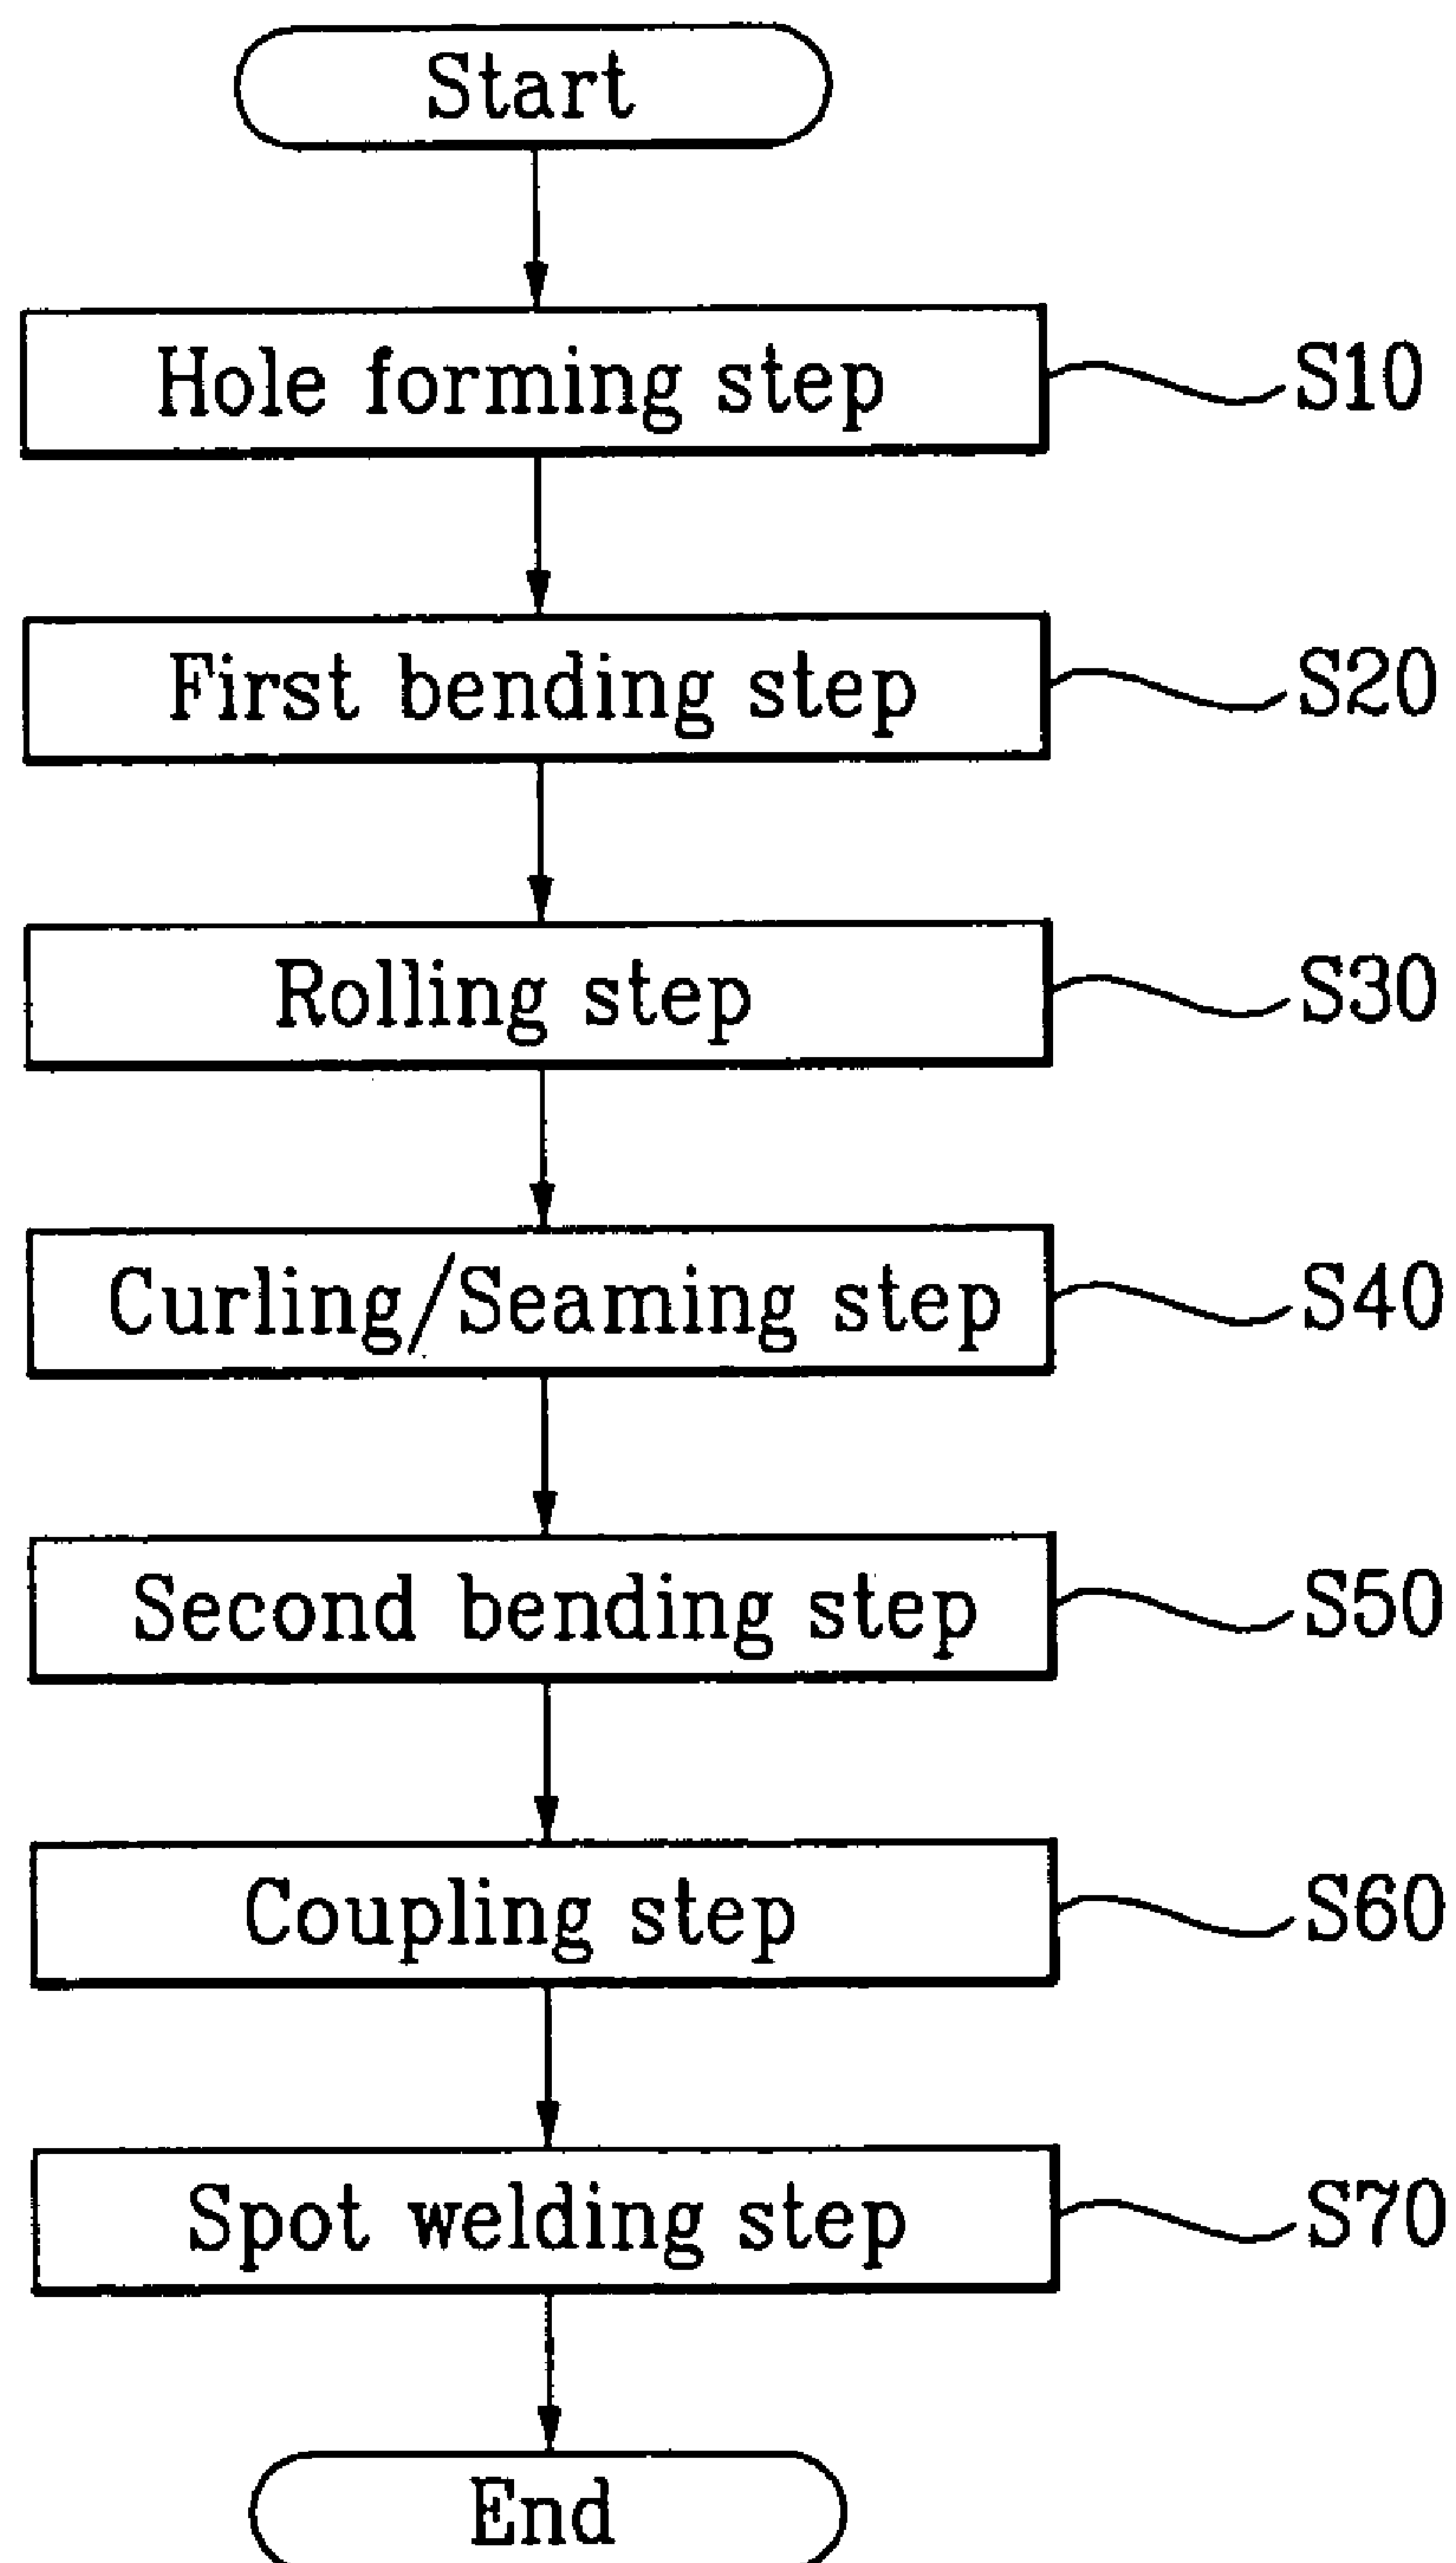 Start
Hole forming step
S10
First bending step
S20
Rolling step
S30
Curling/Seaming step
S40
Second bending step
S50
Coupling step
S60
Spot welding step
S70
End